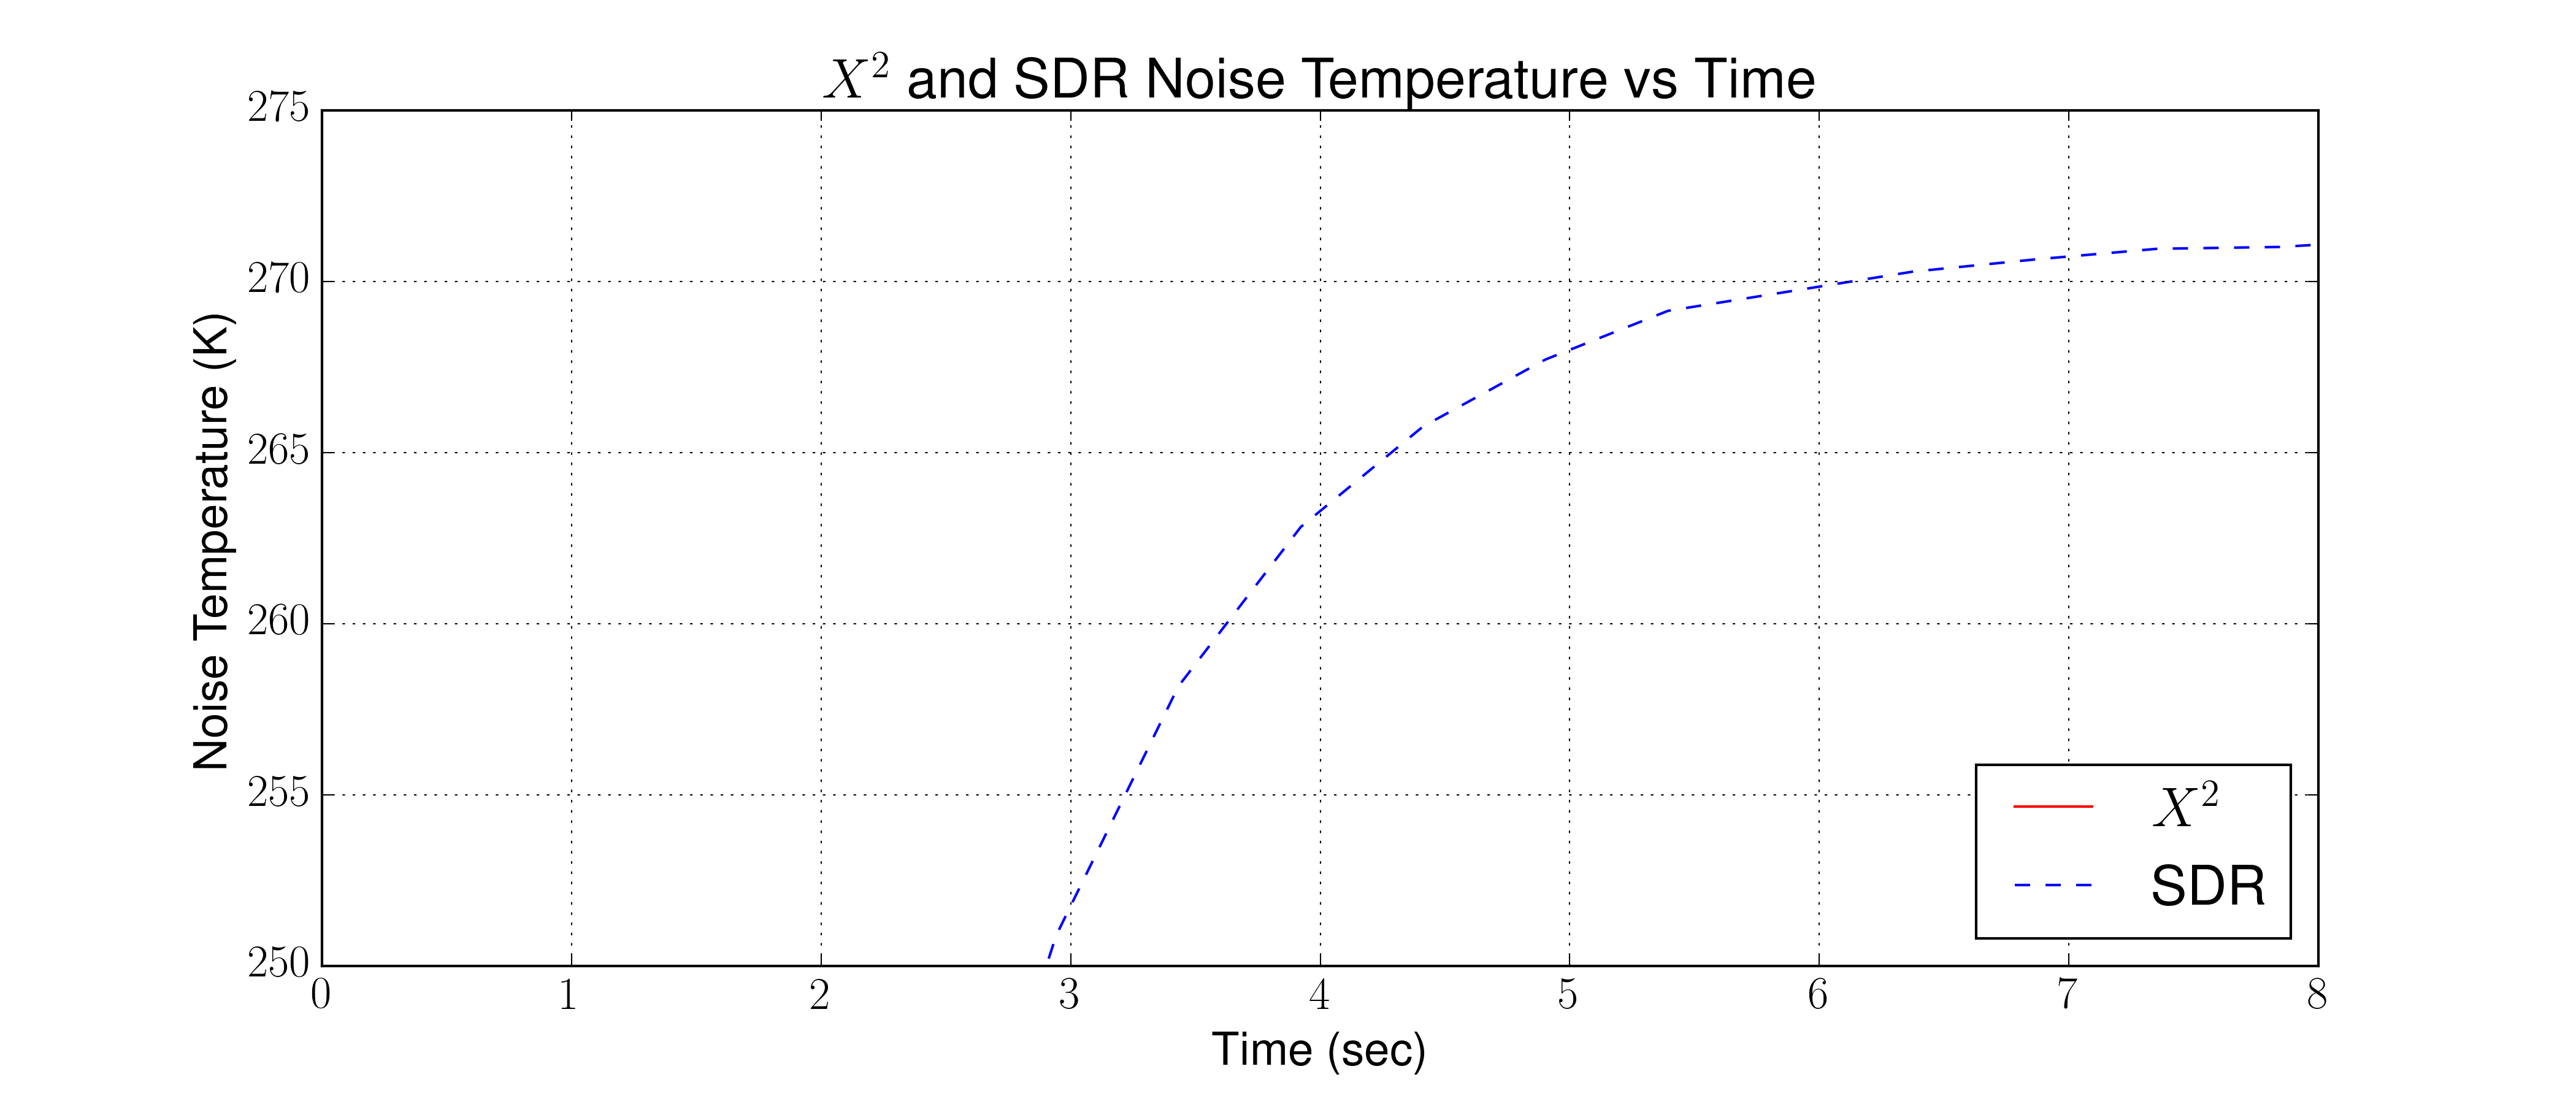 X² and SDR Noise Temperature vs Time
275
270
265
260
255
250
Noise Temperature (K)
X²
SDR
0 1 2 3 4 5 6 7 8
Time (sec)